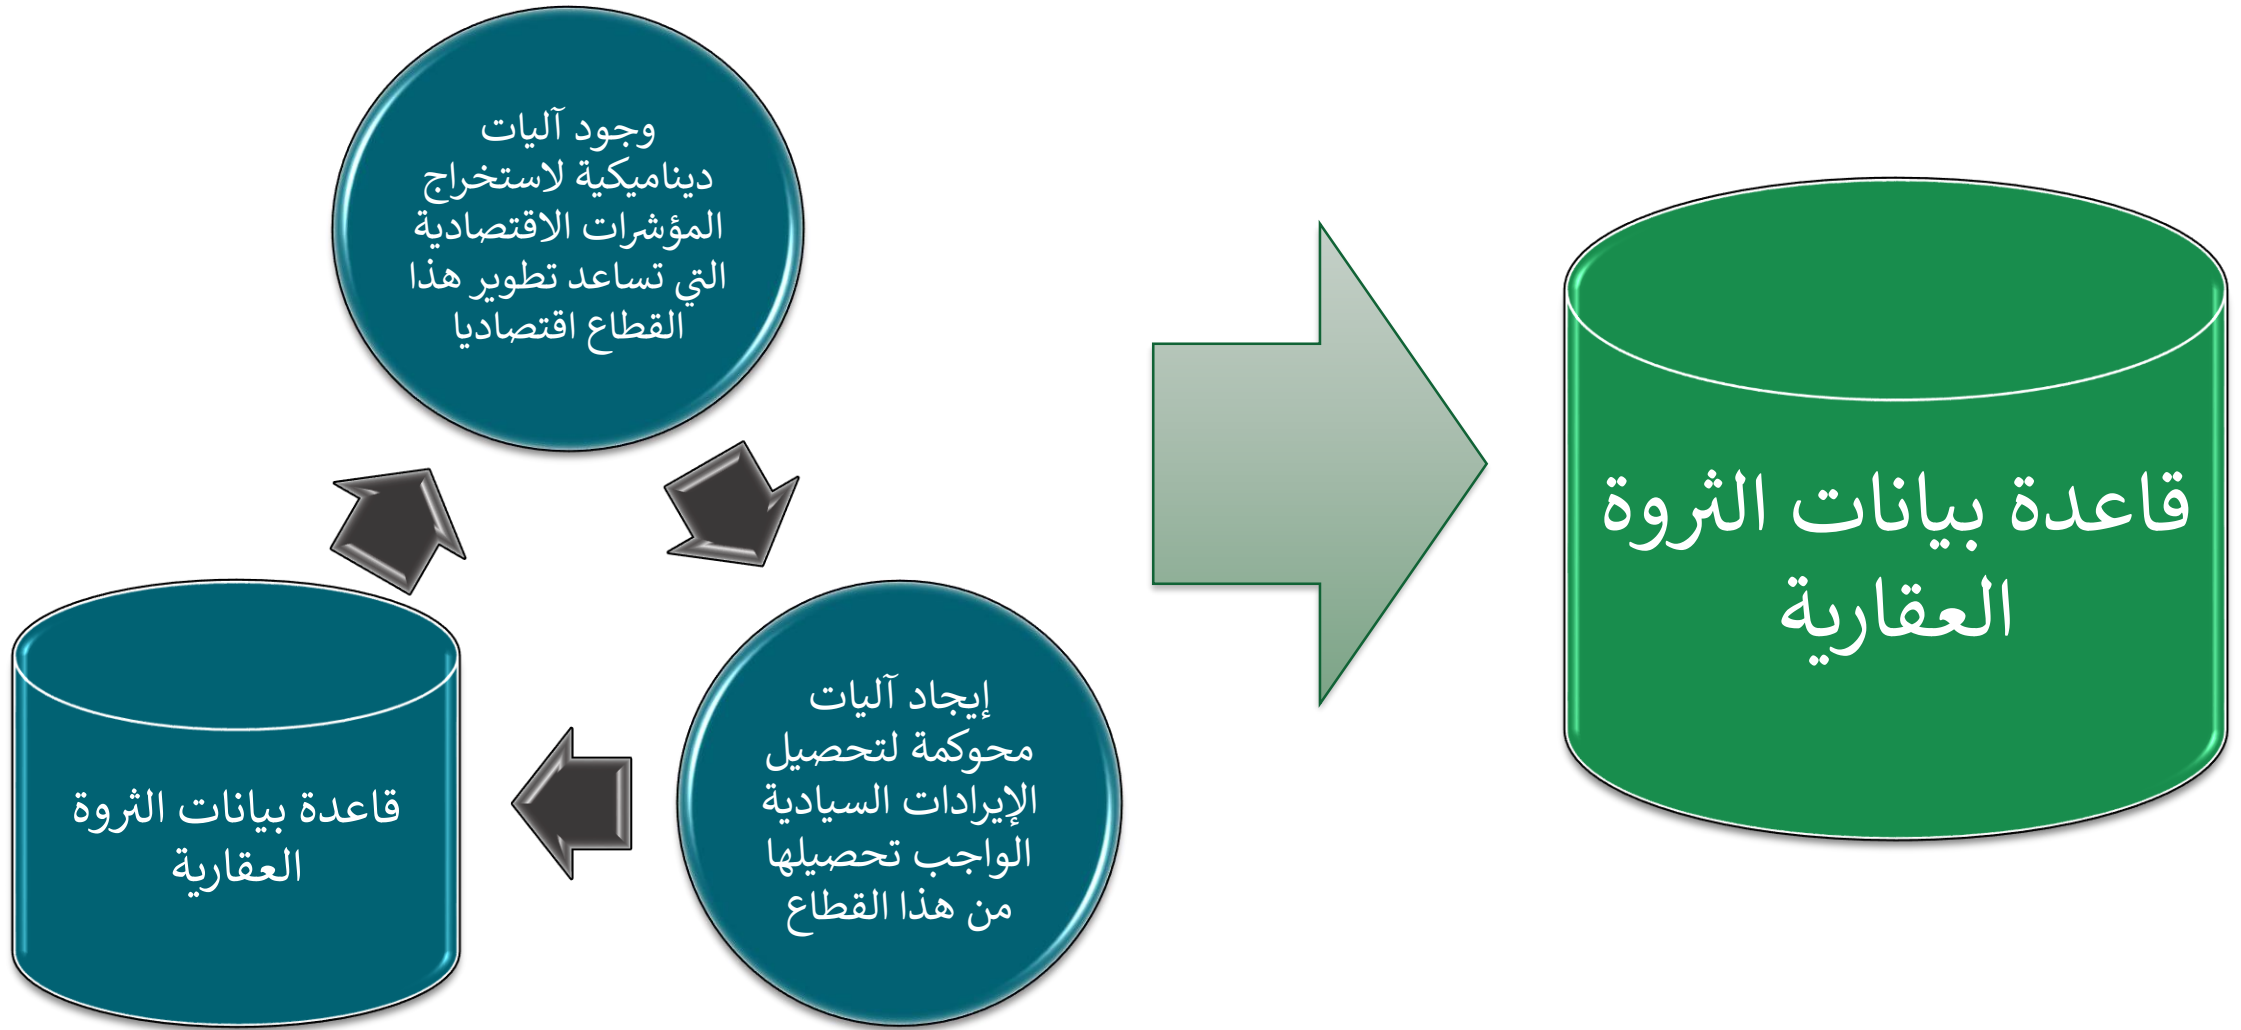 وجود آليات
ديناميكية لاستخراج
المؤشرات الاقتصادية
التي تساعد تطوير هذا
القطاع اقتصاديا
إيجاد آليات
محوكمة لتحصيل
الإيرادات السيادية
الواجب تحصيلها
من هذا القطاع
قاعدة بيانات الثروة
العقارية
قاعدة بيانات الثروة
العقارية